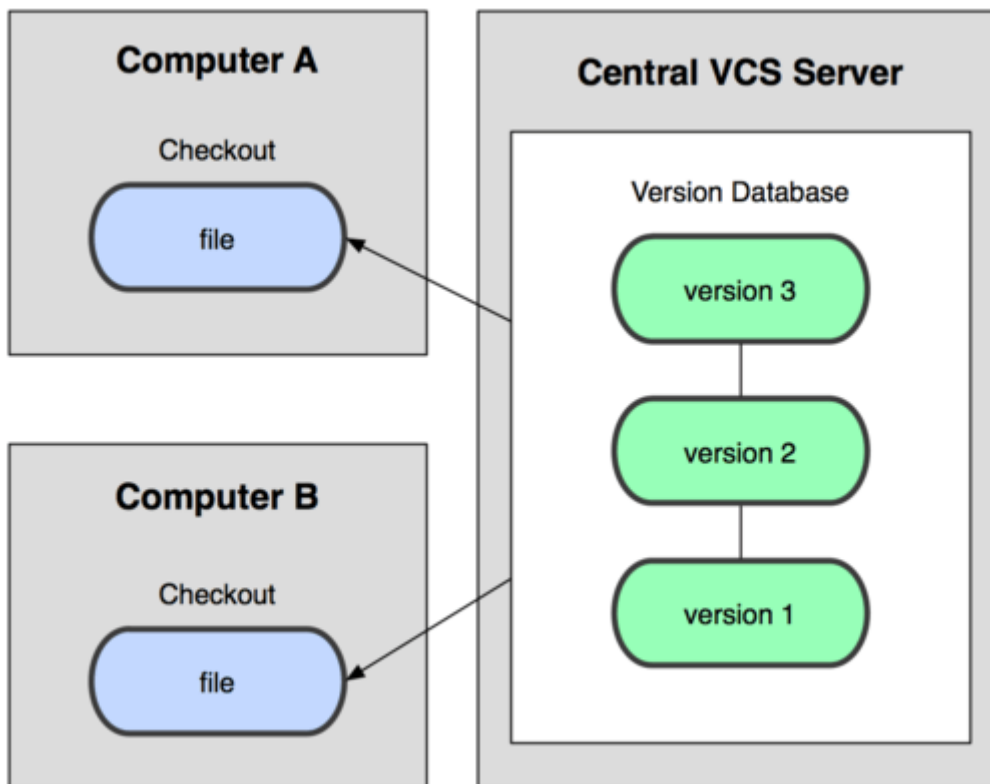 Computer A
Checkout
file
Computer B
Checkout
file
Central VCS Server
Version Database
version 3
version 2
version 1